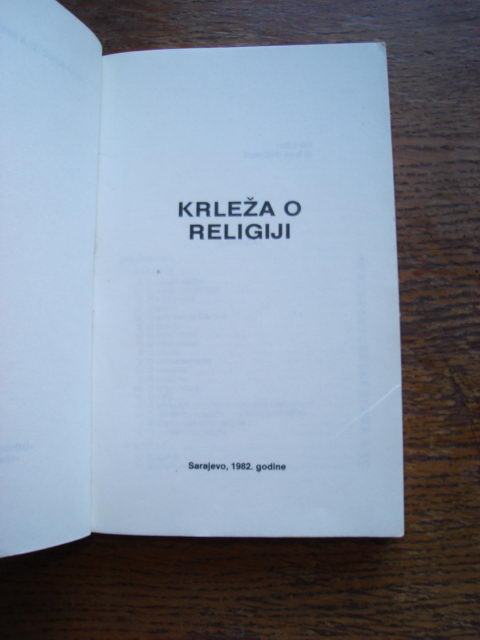 KRLEŽA O
RELIGIJI
Sarajevo, 1982. godine